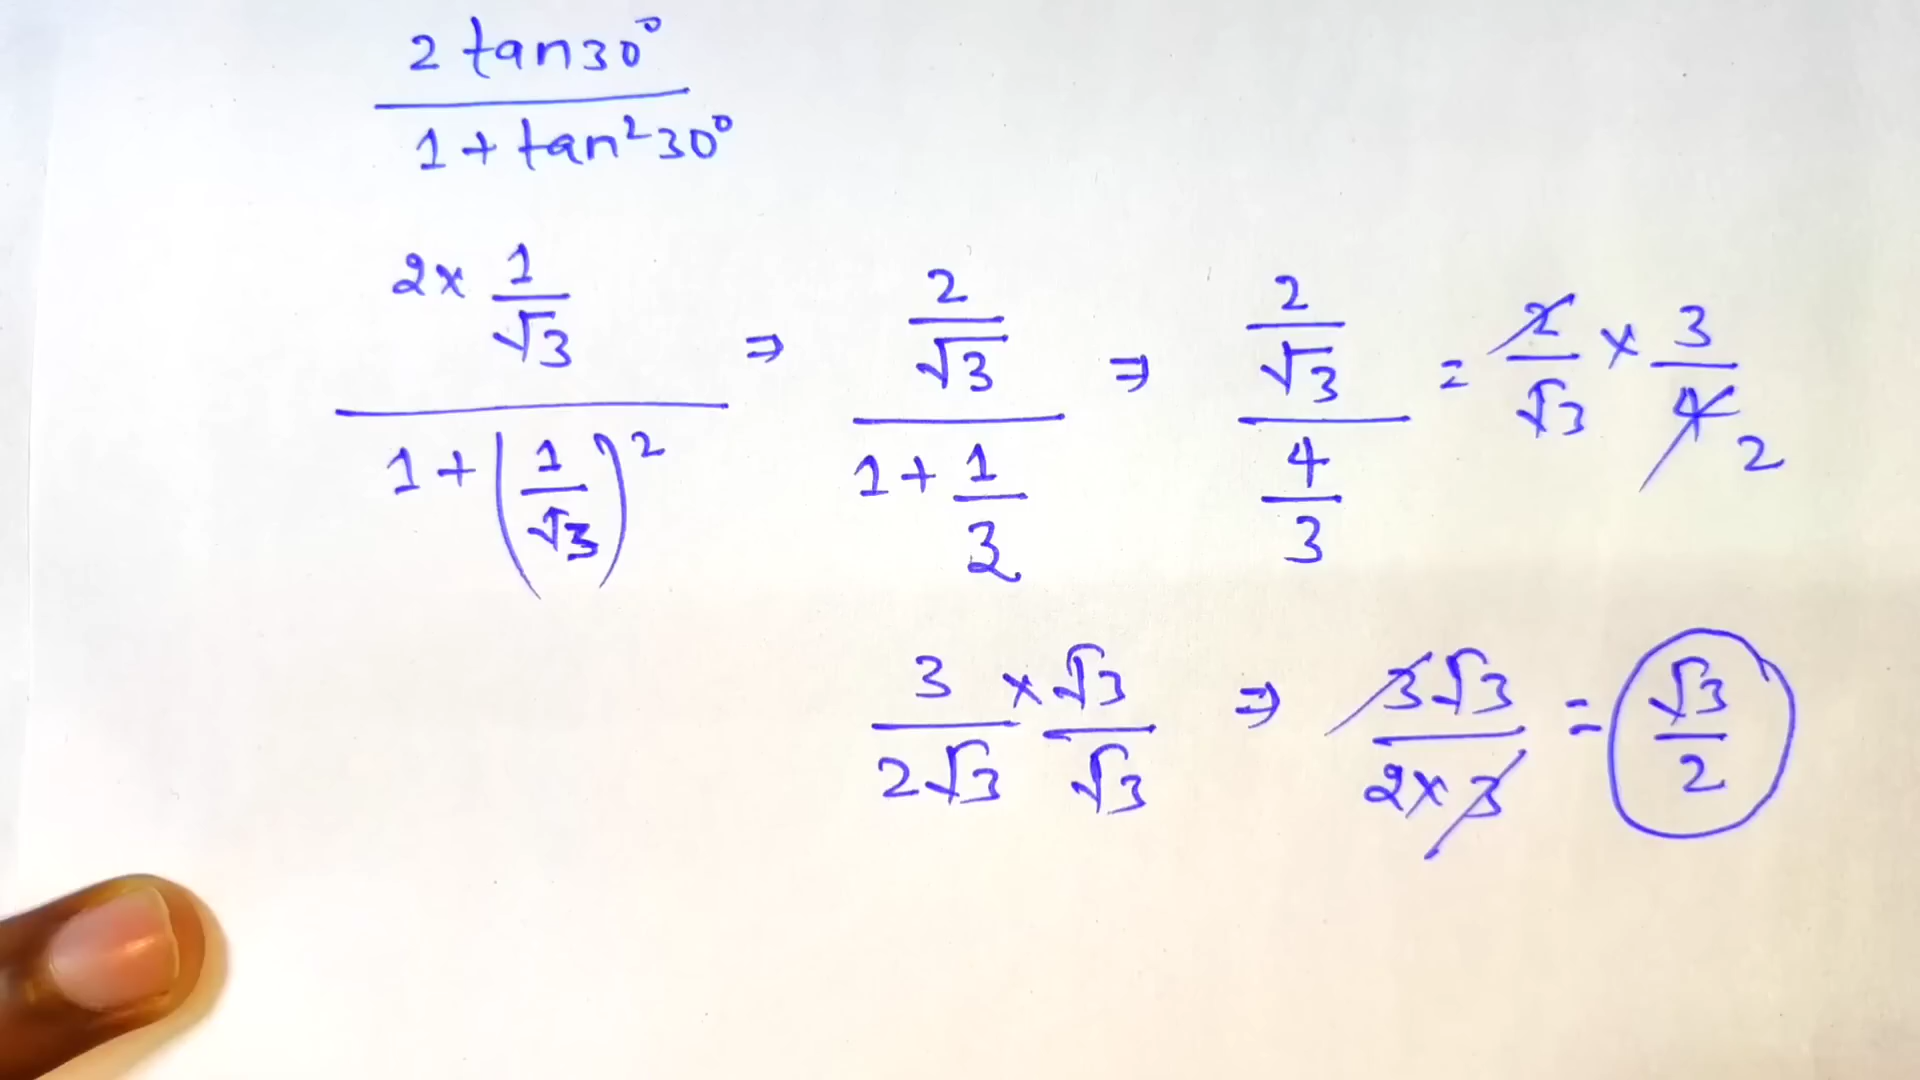 2 tan30°
1 + tan²30°
2 × 1/√3 / 1 + (1/√3)² ⇒ 2/√3 / 1 + 1/3 ⇒ 2/√3 / 4/3 = 2/√3 × 3/4 2
3/2√3 × √3/√3 ⇒ 3√3/2×3 = √3/2